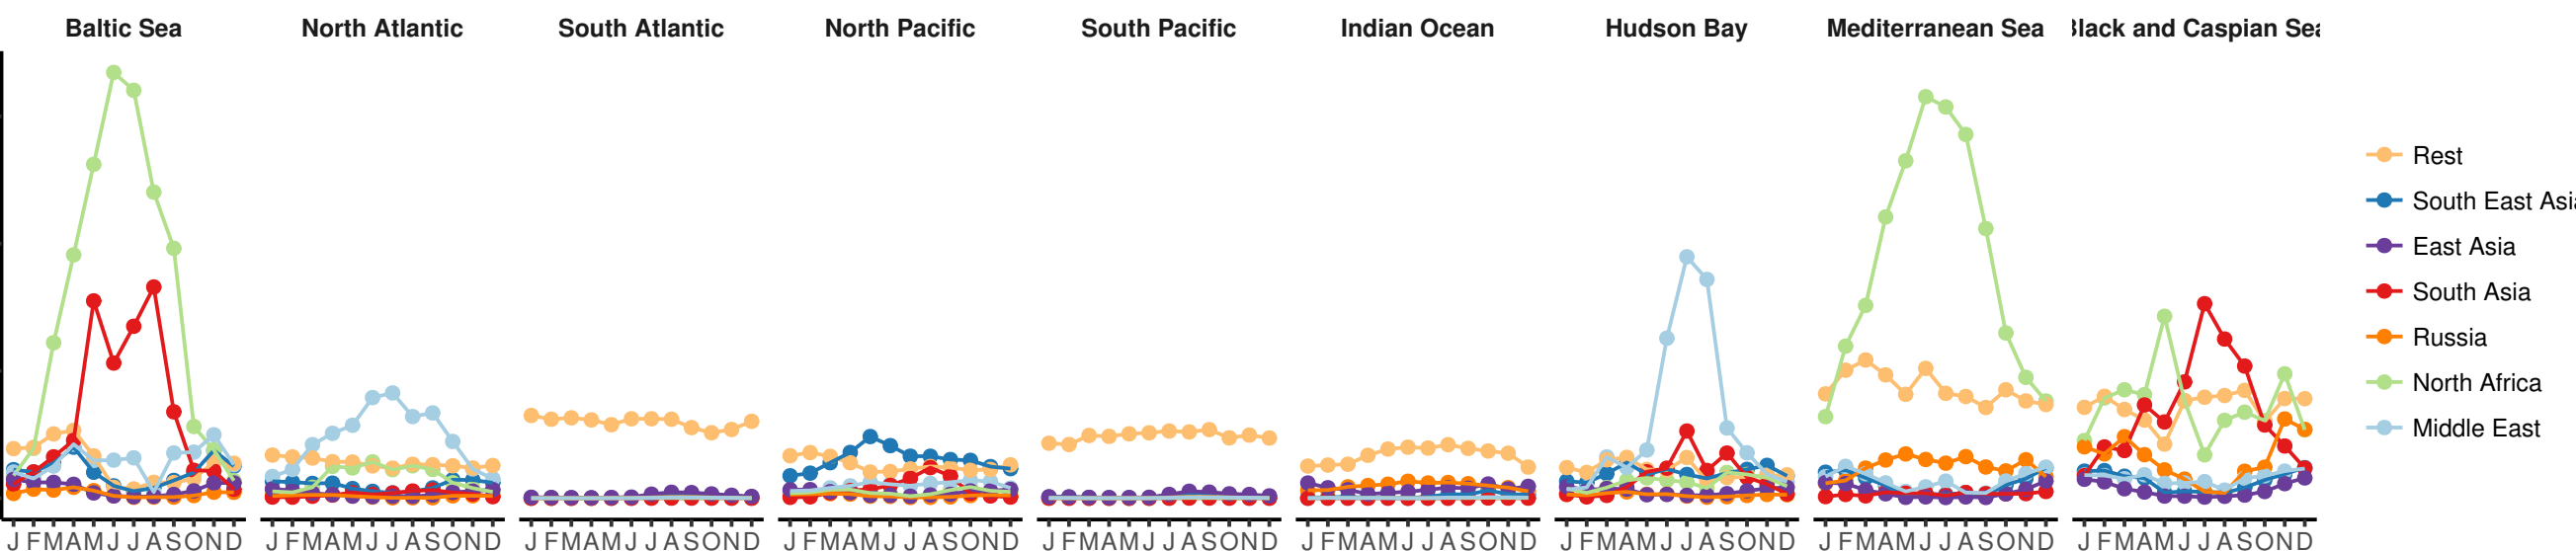 Baltic Sea North Atlantic South Atlantic North Pacific South Pacific Indian Ocean Hudson Bay Mediterranean Sea lack and Caspian Sea
Rest
South East Asia
East Asia
South Asia
Russia
North Africa
Middle East
J F M A M J J A S O N D J F M A M J J A S O N D J F M A M J J A S O N D J F M A M J J A S O N D J F M A M J J A S O N D J F M A M J J A S O N D J F M A M J J A S O N D J F M A M J J A S O N D J F M A M J J A S O N D